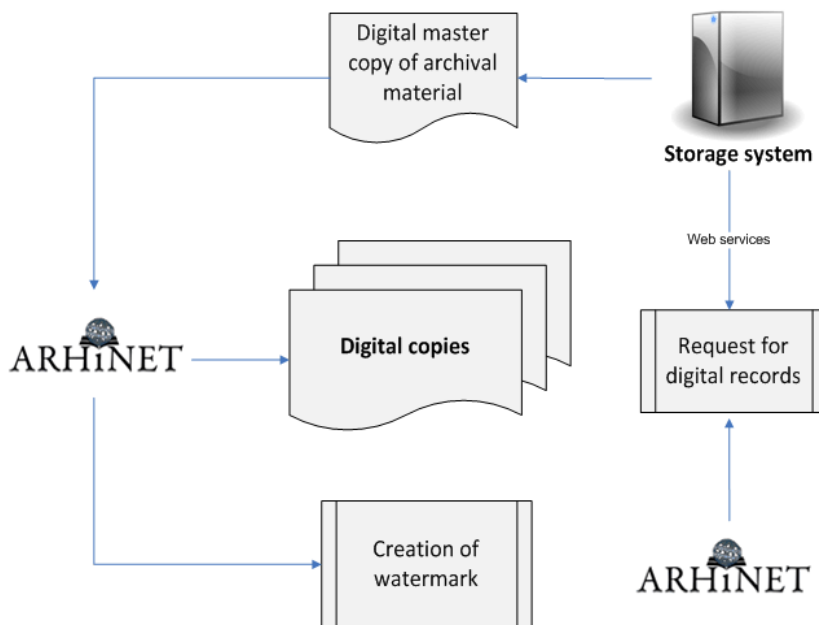 Digital master
copy of archival
material
Storage system
Web services
ARHiNET
Digital copies
Request for
digital records
Creation of
watermark
ARHiNET